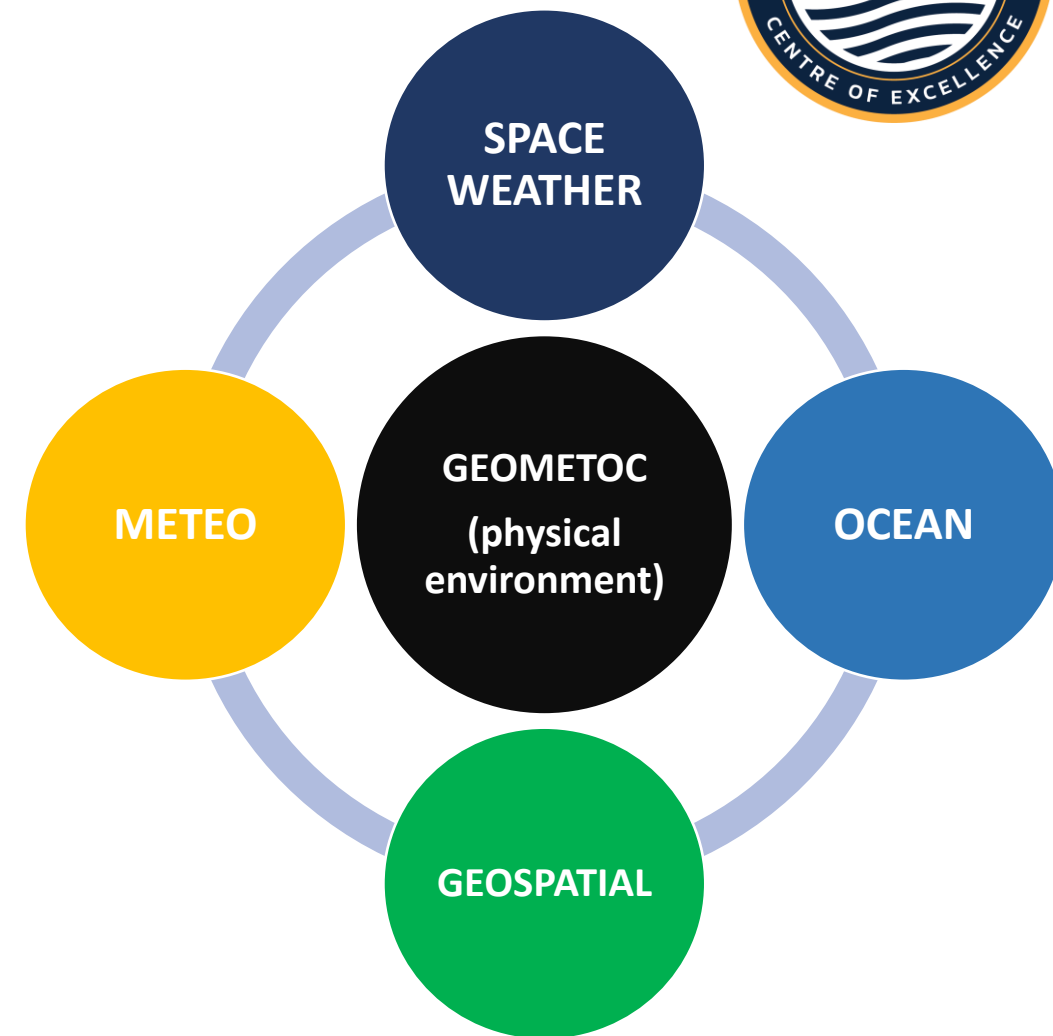 CENTRE OF EXCELLENCE
SPACE
WEATHER
METEO
GEOMETOC
(physical
environment)
OCEAN
GEOSPATIAL